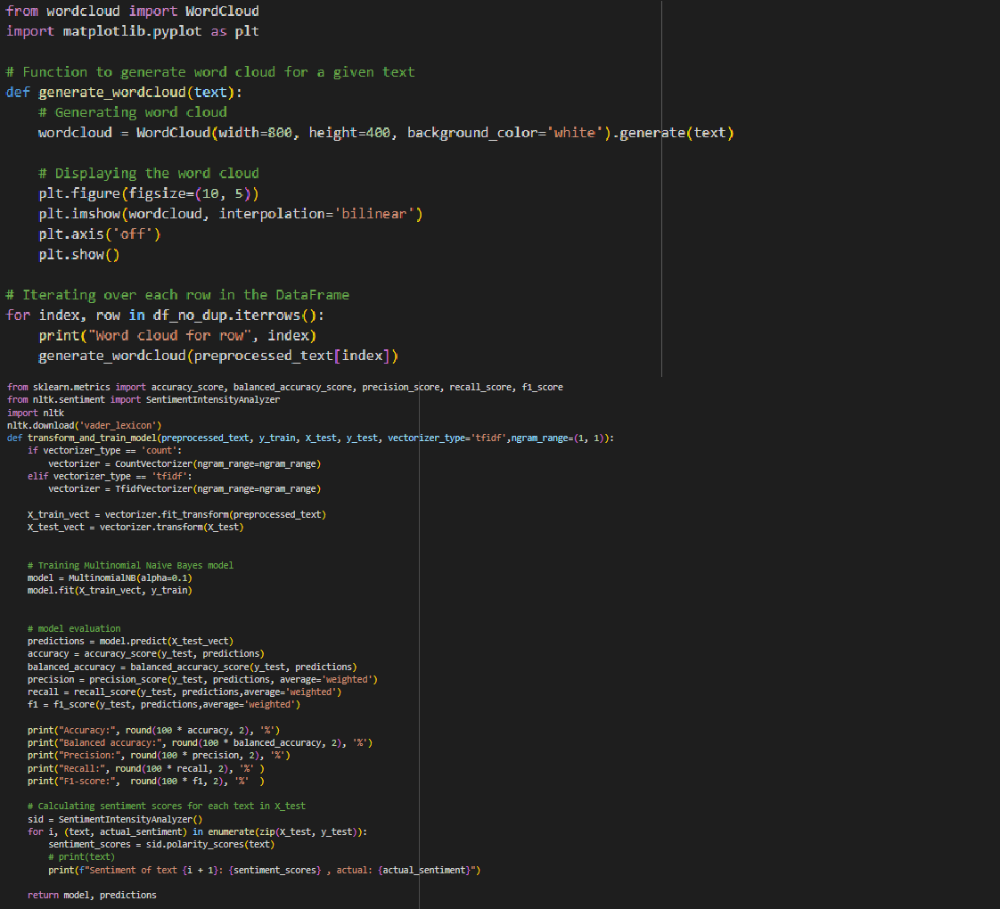 from wordcloud import WordCloud
import matplotlib.pyplot as plt

# Function to generate word cloud for a given text
def generate_wordcloud(text):
    # Generating word cloud
    wordcloud = WordCloud(width=800, height=400, background_color='white').generate(text)

    # Displaying the word cloud
    plt.figure(figsize=(10, 5))
    plt.imshow(wordcloud, interpolation='bilinear')
    plt.axis('off')
    plt.show()

# Iterating over each row in the DataFrame
for index, row in df_no_dup.iterrows():
    print("Word cloud for row", index)
    generate_wordcloud(preprocessed_text[index])
from sklearn.metrics import accuracy_score, balanced_accuracy_score, precision_score, recall_score, f1_score
from nltk.sentiment import SentimentIntensityAnalyzer
import nltk
nltk.download('vader_lexicon')
def transform_and_train_model(preprocessed_text, y_train, X_test, y_test, vectorizer_type='tfidf',ngram_range=(1, 1)):
    if vectorizer_type == 'count':
        vectorizer = CountVectorizer(ngram_range=ngram_range)
    elif vectorizer_type == 'tfidf':
        vectorizer = TfidfVectorizer(ngram_range=ngram_range)

    X_train_vect = vectorizer.fit_transform(preprocessed_text)
    X_test_vect = vectorizer.transform(X_test)


    # Training Multinomial Naive Bayes model
    model = MultinomialNB(alpha=0.1)
    model.fit(X_train_vect, y_train)


    # model evaluation
    predictions = model.predict(X_test_vect)
    accuracy = accuracy_score(y_test, predictions)
    balanced_accuracy = balanced_accuracy_score(y_test, predictions)
    precision = precision_score(y_test, predictions, average='weighted')
    recall = recall_score(y_test, predictions,average='weighted')
    f1 = f1_score(y_test, predictions,average='weighted')

    print("Accuracy:", round(100 * accuracy, 2), '%')
    print("Balanced accuracy:", round(100 * balanced_accuracy, 2), '%')
    print("Precision:", round(100 * precision, 2), '%')
    print("Recall:", round(100 * recall, 2), '%' )
    print("F1-score:",  round(100 * f1, 2), '%'  )

    # Calculating sentiment scores for each text in X_test
    sid = SentimentIntensityAnalyzer()
    for i, (text, actual_sentiment) in enumerate(zip(X_test, y_test)):
        sentiment_scores = sid.polarity_scores(text)
        # print(text)
        print(f"Sentiment of text {i + 1}: {sentiment_scores} , actual: {actual_sentiment}")

    return model, predictions